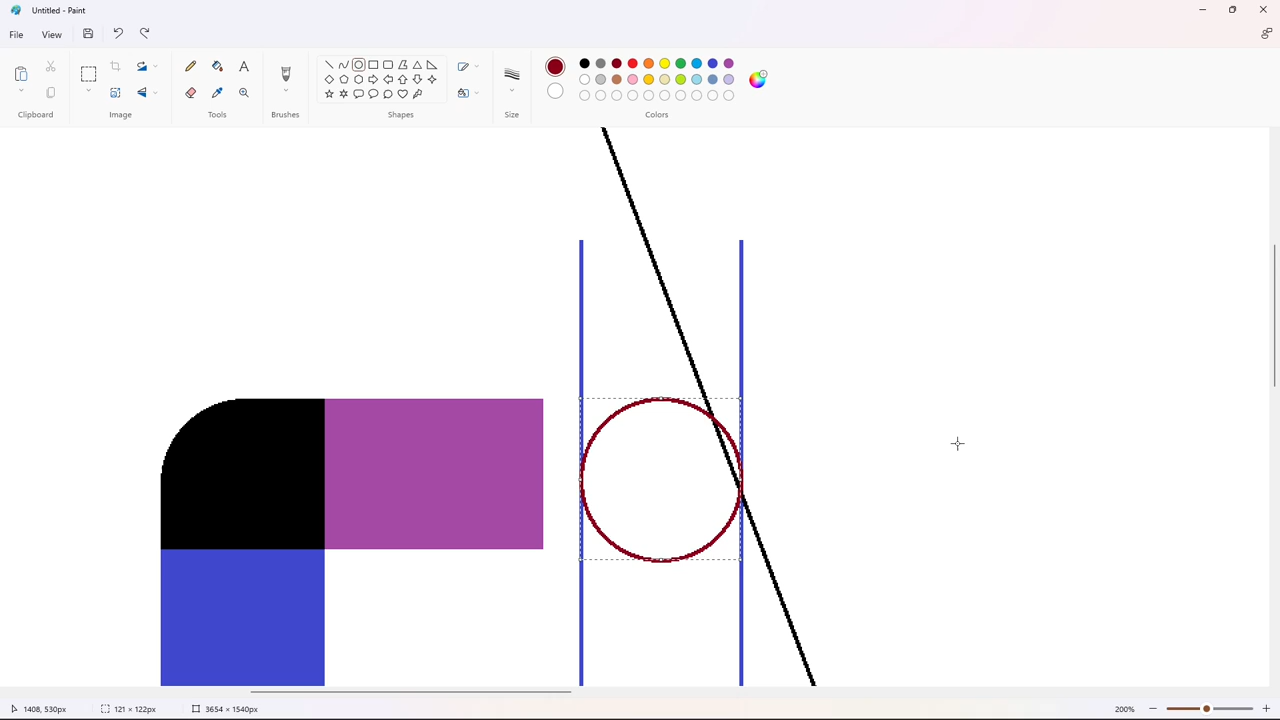 Untitled - Paint
File View
Clipboard Image Tools Brushes Shapes Size Colors
1408, 530px 121 × 122px 3654 × 1540px 200%